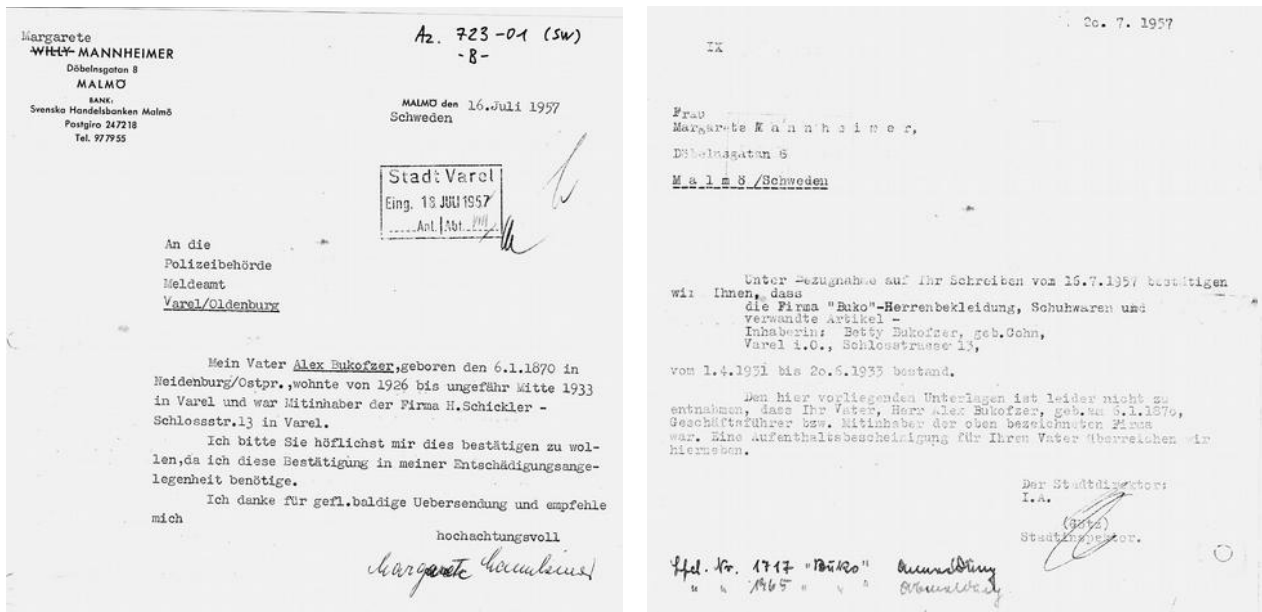 Margarete
WILLY MANNHEIMER
Döbelnsgatan 8
MALMÖ
BANK:
Svenska Handelsbanken Malmö
Postgiro 247218
Tel. 977955
Az. 723-01 (SW)
-B-
MALMÖ den 16.Juli 1957
Schweden
Stadt Varel
Eing. 18 JULI 1957
Anl. Abt.
An die
Polizeibehörde
Meldeamt
Varel/Oldenburg
Mein Vater Alex Bukofzer,geboren den 6.1.1870 in
Neidenburg/Ostpr.,wohnte von 1926 bis ungefähr Mitte 1933
in Varel und war Mitinhaber der Firma H.Schickler -
Schlossstr.13 in Varel.
Ich bitte Sie höflichst mir dies bestätigen zu wol-
len,da ich diese Bestätigung in meiner Entschädigungsange-
legenheit benötige.
Ich danke für gefl.baldige Uebersendung und empfehle
mich
hochachtungsvoll
Margarete Mannheimer
2o. 7. 1957
IX
Frau
Margarete M a n n h e i m e r,
Döbelnsgatan 6
M a l m ö /Schweden
Unter Bezugnahme auf Ihr Schreiben vom 16.7.1957 bestätigen
wir Ihnen, dass
die Firma "Buko"-Herrenbekleidung, Schuhwaren und
verwandte Artikel -
Inhaberin: Betty Bukofzer, geb.Cohn,
Varel i.O., Schlosstrasse 13,
vom 1.4.1931 bis 2o.6.1933 bestand.
Den hier vorliegenden Unterlagen ist leider nicht zu
entnehmen, dass Ihr Vater, Herr Alex Bukofzer, geb.am 6.1.187o,
Geschäftsführer bzw. Mitinhaber der oben bezeichneten Firma
war. Eine Aufenthaltsbescheinigung für Ihren Vater überreichen wir
hierneben.
Der Stadtdirektor:
I.A.
(Götz)
Stadtinspektor.
Lfd. Nr. 1717 "Buko" Anmeldung
" " 1965 " " " Abmeldung